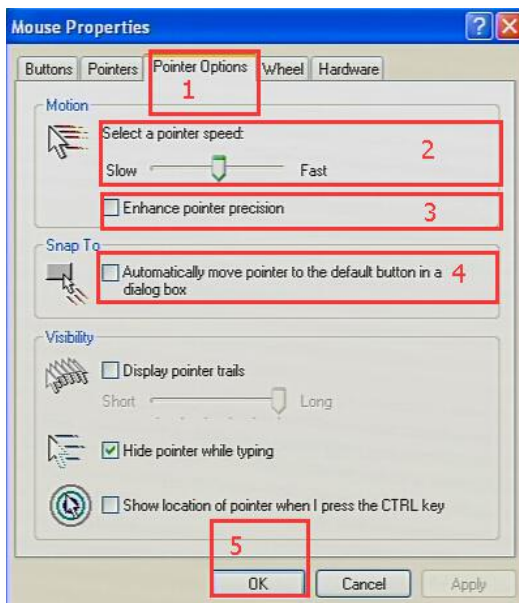 Mouse Properties
Buttons Pointers Pointer Options Wheel Hardware
1
Motion
Select a pointer speed:
2
Slow Fast
Enhance pointer precision
3
Snap To
Automatically move pointer to the default button in a
dialog box
4
Visibility
Display pointer trails
Short Long
Hide pointer while typing
Show location of pointer when I press the CTRL key
5
OK Cancel Apply